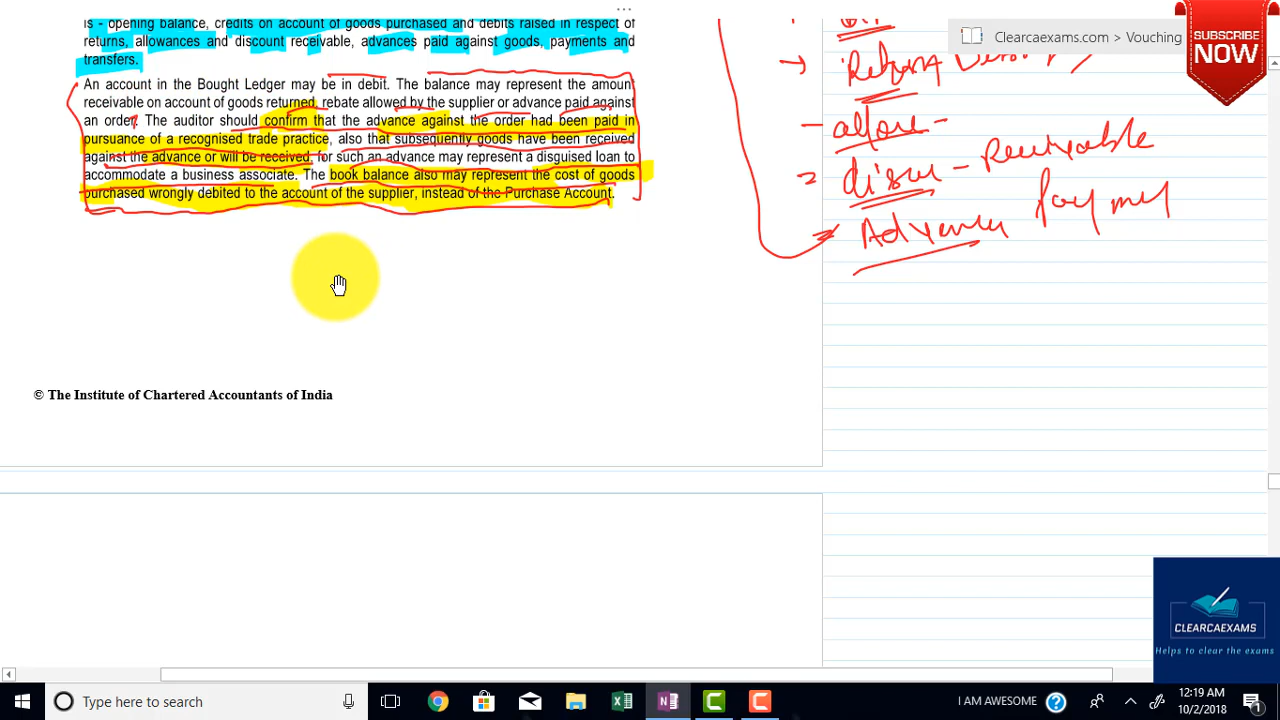 is - opening balance, credits on account of goods purchased and debits raised in respect of
returns, allowances and discount receivable, advances paid against goods, payments and
transfers.
An account in the Bought Ledger may be in debit. The balance may represent the amount
receivable on account of goods returned, rebate allowed by the supplier or advance paid against
an order. The auditor should confirm that the advance against the order had been paid in
pursuance of a recognised trade practice, also that subsequently goods have been received
against the advance or will be received, for such an advance may represent a disguised loan to
accommodate a business associate. The book balance also may represent the cost of goods
purchased wrongly debited to the account of the supplier, instead of the Purchase Account.
© The Institute of Chartered Accountants of India
Return
Receivable
Payment
Advance
Clearcaexams.com > Vouching
SUBSCRIBE
NOW
CLEARCAEXAMS
Helps to clear the exams
Type here to search
I AM AWESOME
12:19 AM
10/2/2018
1